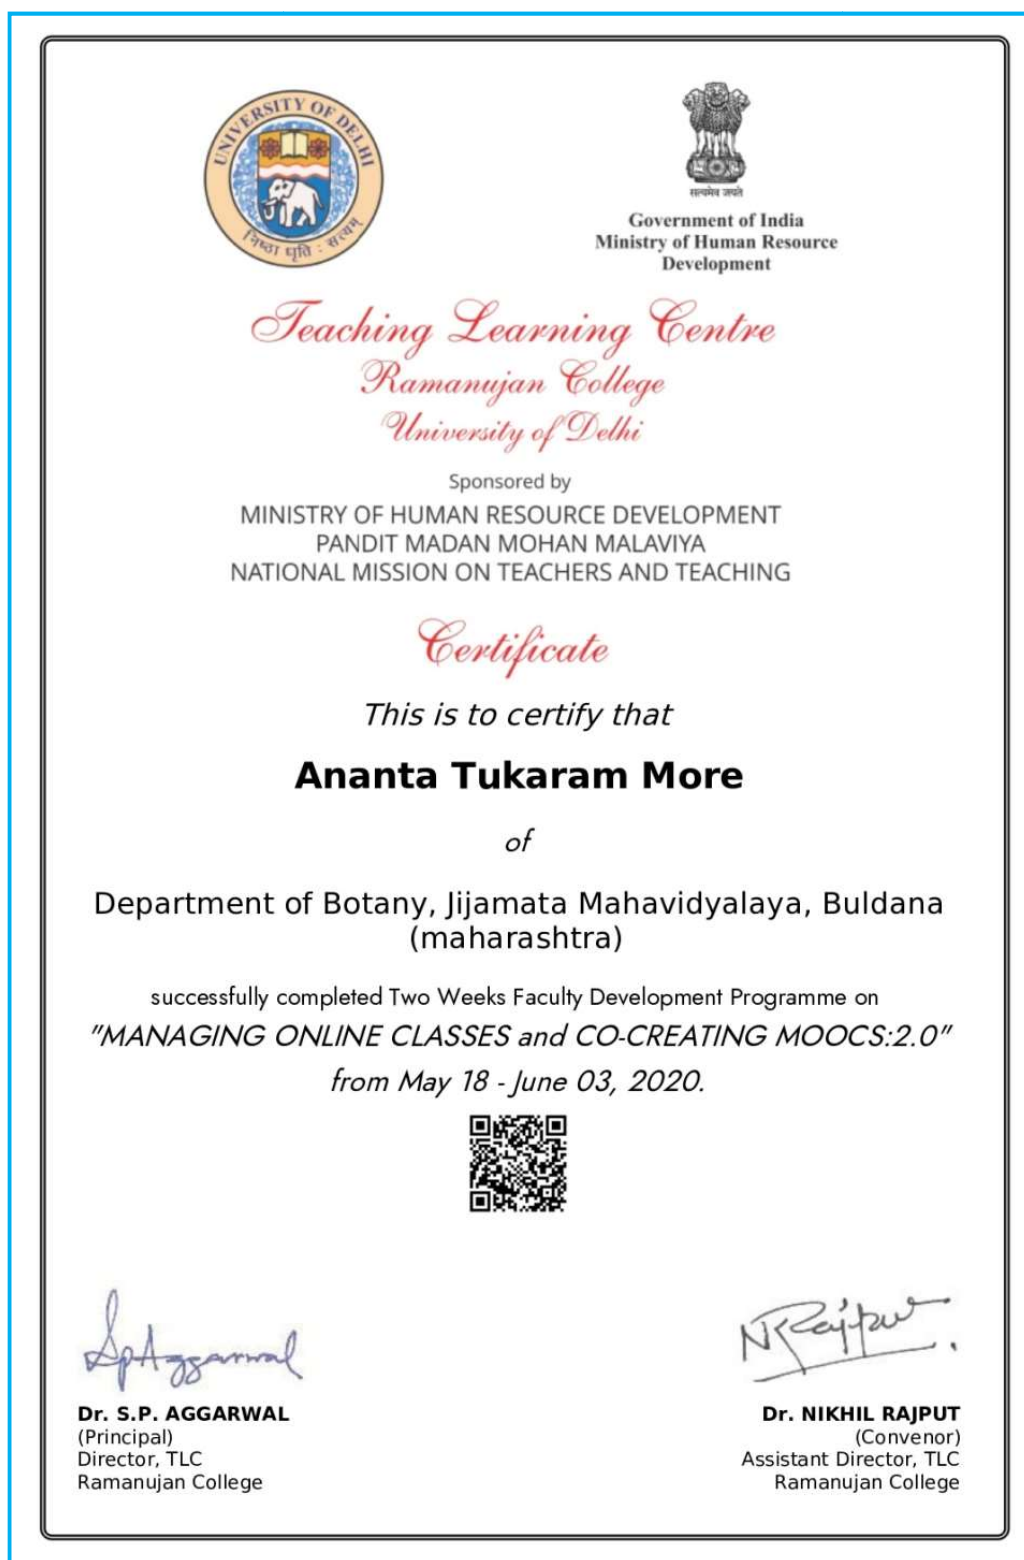 UNIVERSITY OF DELHI
निष्ठा धृति : सत्यम्
सत्यमेव जयते
Government of India
Ministry of Human Resource
Development
Teaching Learning Centre
Ramanujan College
University of Delhi
Sponsored by
MINISTRY OF HUMAN RESOURCE DEVELOPMENT
PANDIT MADAN MOHAN MALAVIYA
NATIONAL MISSION ON TEACHERS AND TEACHING
Certificate
This is to certify that
Ananta Tukaram More
of
Department of Botany, Jijamata Mahavidyalaya, Buldana
(maharashtra)
successfully completed Two Weeks Faculty Development Programme on
"MANAGING ONLINE CLASSES and CO-CREATING MOOCS:2.0"
from May 18 - June 03, 2020.
SpAggarwal
NRajput
Dr. S.P. AGGARWAL
(Principal)
Director, TLC
Ramanujan College
Dr. NIKHIL RAJPUT
(Convenor)
Assistant Director, TLC
Ramanujan College